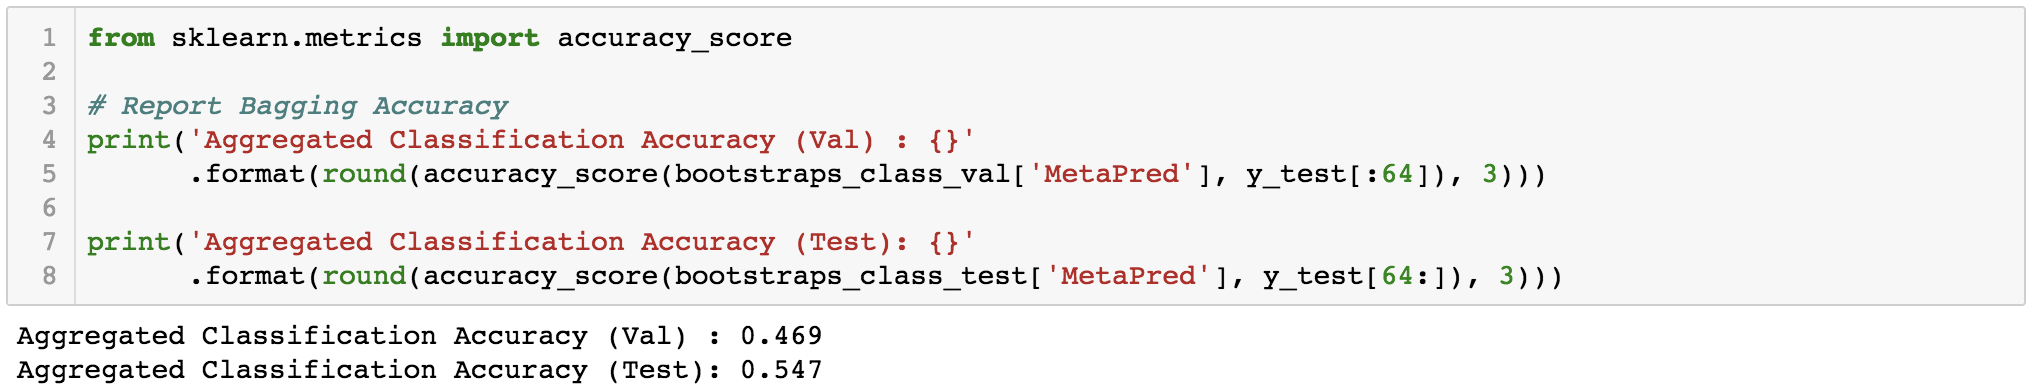 1 from sklearn.metrics import accuracy_score
2
3 # Report Bagging Accuracy
4 print('Aggregated Classification Accuracy (Val) : {}'
5       .format(round(accuracy_score(bootstraps_class_val['MetaPred'], y_test[:64]), 3)))
6
7 print('Aggregated Classification Accuracy (Test): {}'
8       .format(round(accuracy_score(bootstraps_class_test['MetaPred'], y_test[64:]), 3)))
Aggregated Classification Accuracy (Val) : 0.469
Aggregated Classification Accuracy (Test): 0.547